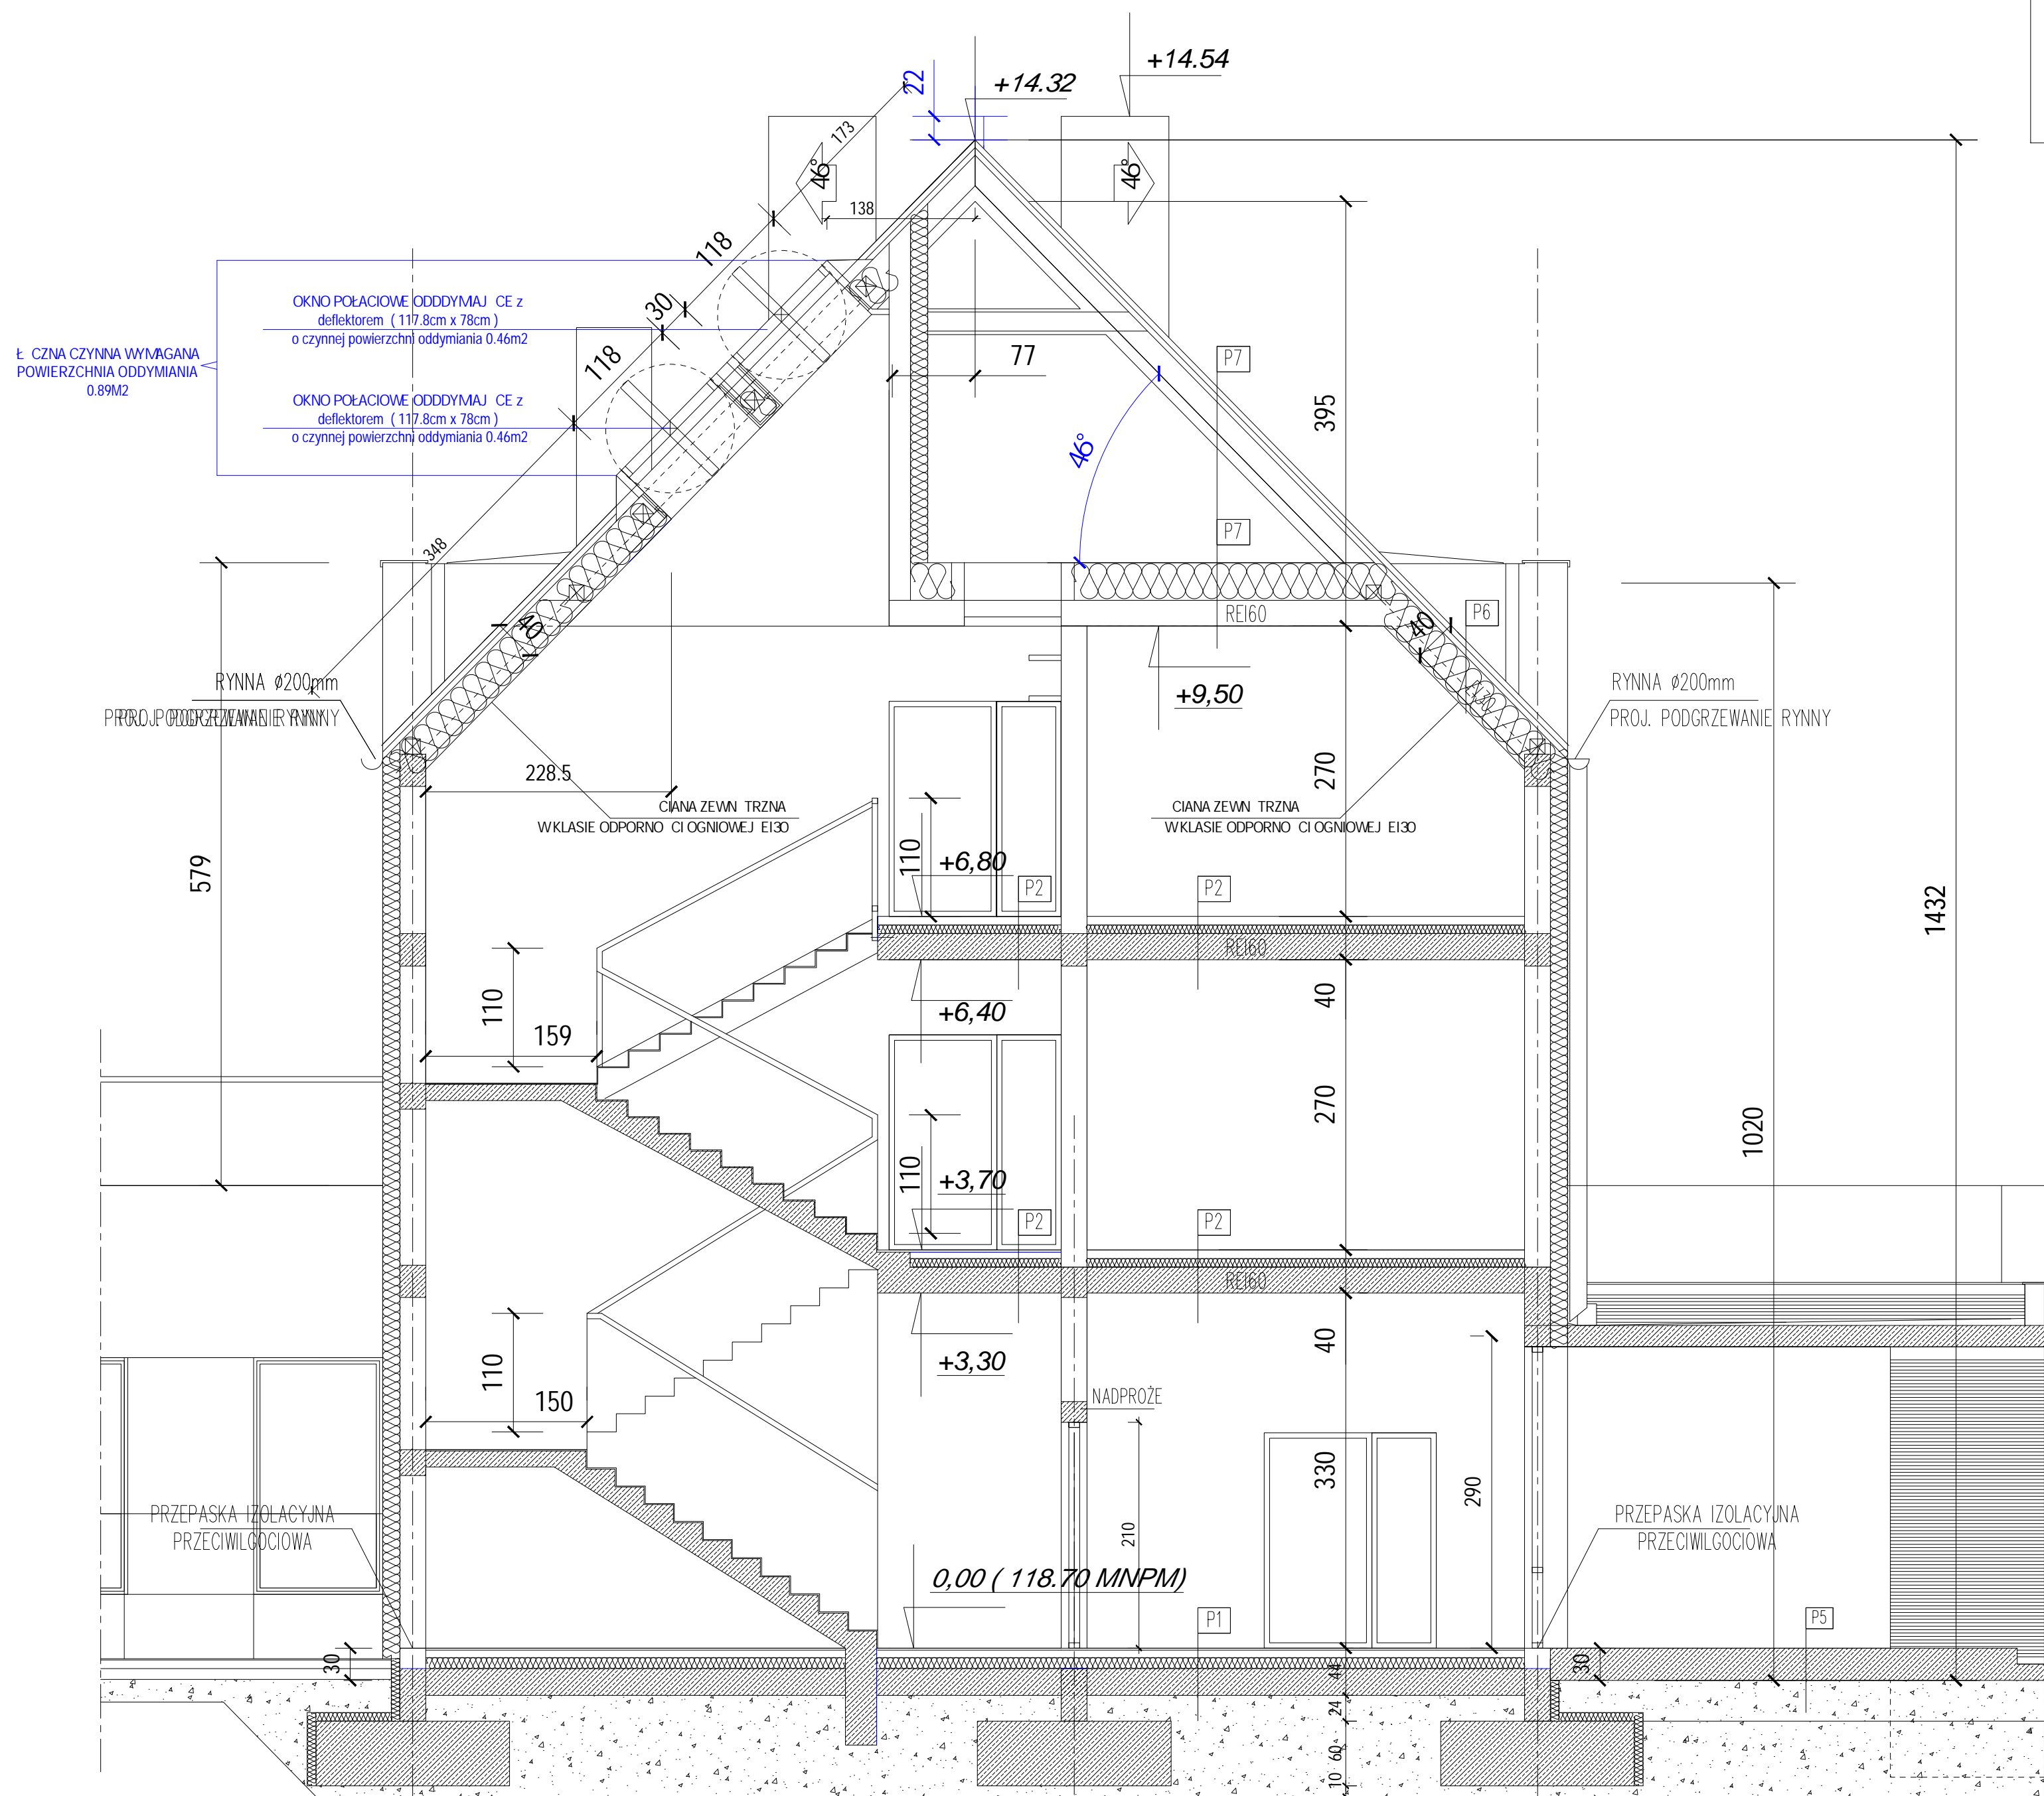 +14.54
+14.32
22
173
46°
46°
138
118
30
118
OKNO POŁACIOWE ODDDYMIAJ CE z
deflektorem ( 117.8cm x 78cm )
o czynnej powierzchni oddymiania 0.46m2
Ł CZNA CZYNNA WYMAGANA
POWIERZCHNIA ODDYMIANIA
0.89M2
OKNO POŁACIOWE ODDDYMIAJ CE z
deflektorem ( 117.8cm x 78cm )
o czynnej powierzchni oddymiania 0.46m2
77
P7
395
46°
P7
348
REI60
P6
40
40
EI30
RYNNA ø200mm
PROJ. PODGRZEWANIE RYNNY
+9,50
RYNNA ø200mm
PROJ. PODGRZEWANIE RYNNY
228.5
270
CIANA ZEWN TRZNA
W KLASIE ODPORNO CI OGNIOWEJ EI30
CIANA ZEWN TRZNA
W KLASIE ODPORNO CI OGNIOWEJ EI30
579
110
+6,80
P2
P2
1432
REI60
110
159
+6,40
40
270
1020
110
+3,70
P2
P2
REI60
40
+3,30
110
150
NADPROŻE
330
290
210
PRZEPASKA IZOLACYJNA
PRZECIWILGOCIOWA
PRZEPASKA IZOLACYJNA
PRZECIWILGOCIOWA
0,00 ( 118.70 MNPM)
P1
P5
30
44
30
24
60
10